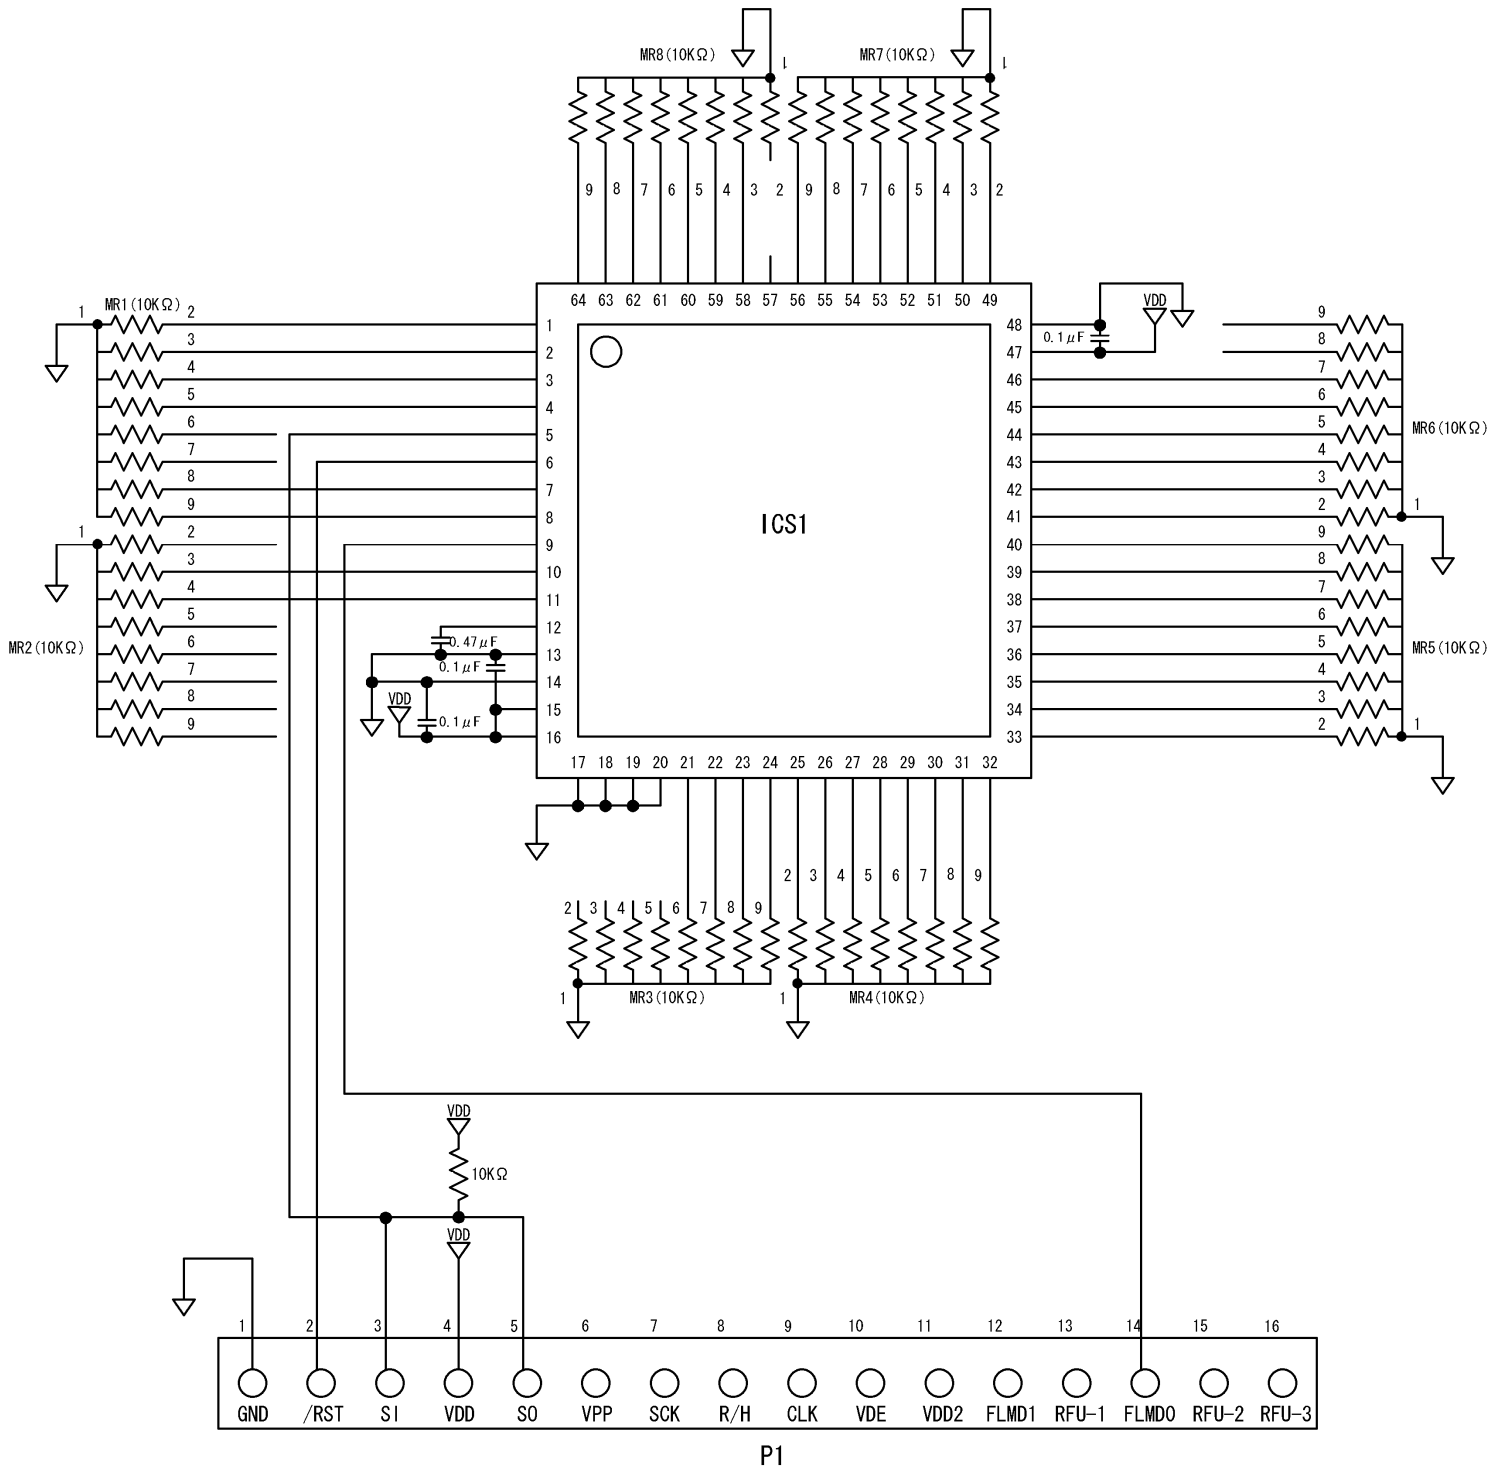 MR8(10KΩ)
1
MR7(10KΩ)
1
9 8 7 6 5 4 3 2 9 8 7 6 5 4 3 2
64 63 62 61 60 59 58 57 56 55 54 53 52 51 50 49
1 MR1(10KΩ) 2 1 48 0.1μF VDD 9
3 2 47 8
4 3 46 7
5 4 45 6
6 5 44 5 MR6(10KΩ)
7 6 43 4
8 7 42 3
9 8 41 2 1
ICS1
1 2 9 40 9
3 10 39 8
4 11 38 7
5 12 37 6
0.47μF
MR2(10KΩ) 6 13 36 5 MR5(10KΩ)
0.1μF
7 14 35 4
8 VDD 15 34 3
0.1μF
9 16 33 2 1
17 18 19 20 21 22 23 24 25 26 27 28 29 30 31 32
2 3 4 5 6 7 8 9
2 3 4 5 6 7 8 9
1 MR3(10KΩ) 1 MR4(10KΩ)
VDD
10KΩ
VDD
1 2 3 4 5 6 7 8 9 10 11 12 13 14 15 16
GND /RST SI VDD SO VPP SCK R/H CLK VDE VDD2 FLMD1 RFU-1 FLMD0 RFU-2 RFU-3
P1